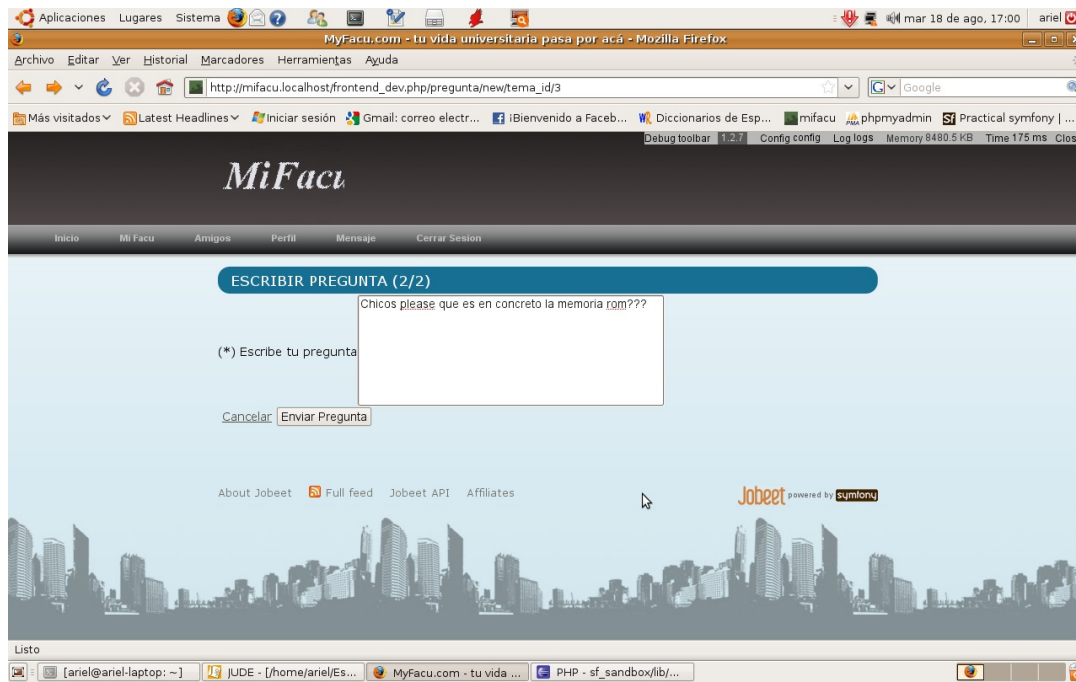 Aplicaciones Lugares Sistema mar 18 de ago, 17:00 ariel
MyFacu.com - tu vida universitaria pasa por acá - Mozilla Firefox
Archivo Editar Ver Historial Marcadores Herramientas Ayuda
http://mifacu.localhost/frontend_dev.php/pregunta/new/tema_id/3 Google
Más visitados Latest Headlines Iniciar sesión Gmail: correo electr... iBienvenido a Faceb... Diccionarios de Esp... mifacu phpmyadmin Practical symfony | ...
Debug toolbar 1.2.7 Config config Log logs Memory 8480.5 KB Time 175 ms Clos
MiFacu
Inicio Mi Facu Amigos Perfil Mensaje Cerrar Sesion
ESCRIBIR PREGUNTA (2/2)
Chicos please que es en concreto la memoria rom???
(*) Escribe tu pregunta
Cancelar Enviar Pregunta
About Jobeet Full feed Jobeet API Affiliates Jobeet powered by symfony
Listo
[ariel@ariel-laptop: ~] JUDE - [/home/ariel/Es... MyFacu.com - tu vida ... PHP - sf_sandbox/lib/...